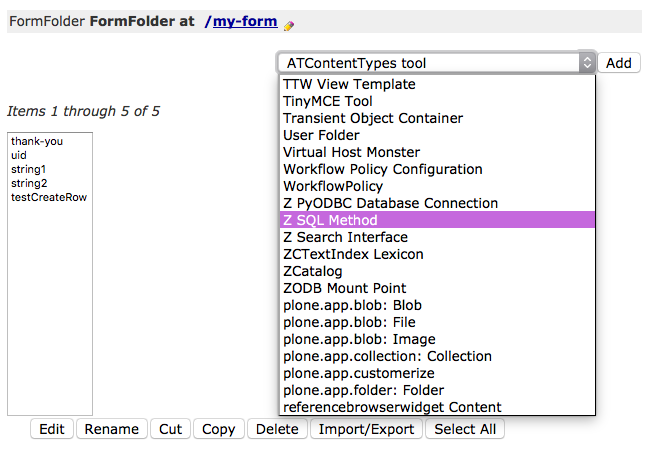 FormFolder FormFolder at /my-form
ATContentTypes tool Add
TTW View Template
TinyMCE Tool
Transient Object Container
User Folder
Virtual Host Monster
Workflow Policy Configuration
WorkflowPolicy
Z PyODBC Database Connection
Z SQL Method
Z Search Interface
ZCTextIndex Lexicon
ZCatalog
ZODB Mount Point
plone.app.blob: Blob
plone.app.blob: File
plone.app.blob: Image
plone.app.collection: Collection
plone.app.customerize
plone.app.folder: Folder
referencebrowserwidget Content
Items 1 through 5 of 5
thank-you
uid
string1
string2
testCreateRow
Edit Rename Cut Copy Delete Import/Export Select All